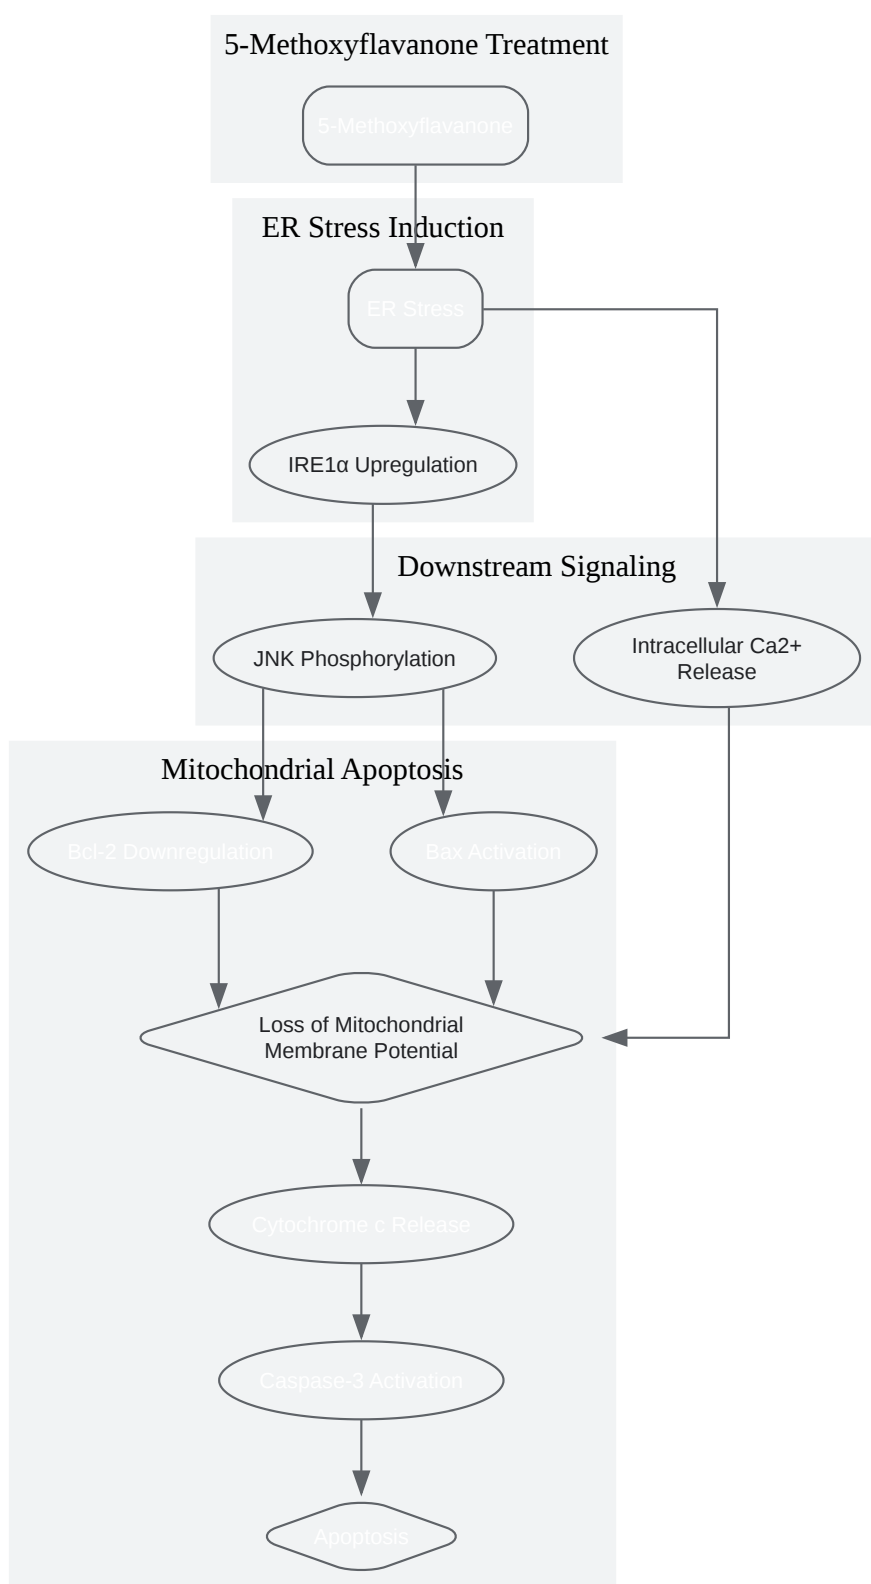 5-Methoxyflavanone Treatment
5-Methoxyflavanone
ER Stress Induction
ER Stress
IRE1α Upregulation
Downstream Signaling
JNK Phosphorylation
Intracellular Ca2+
Release
Mitochondrial Apoptosis
Bcl-2 Downregulation
Bax Activation
Loss of Mitochondrial
Membrane Potential
Cytochrome c Release
Caspase-3 Activation
Apoptosis